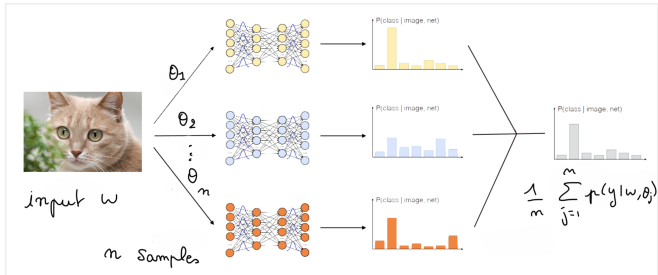 P(class | image, net)
θ1
P(class | image, net)
θ2
P(class | image, net)
⋮
θn
P(class | image, net)
input w
1/n ∑ j=1 n p(y|w,θj)
n samples